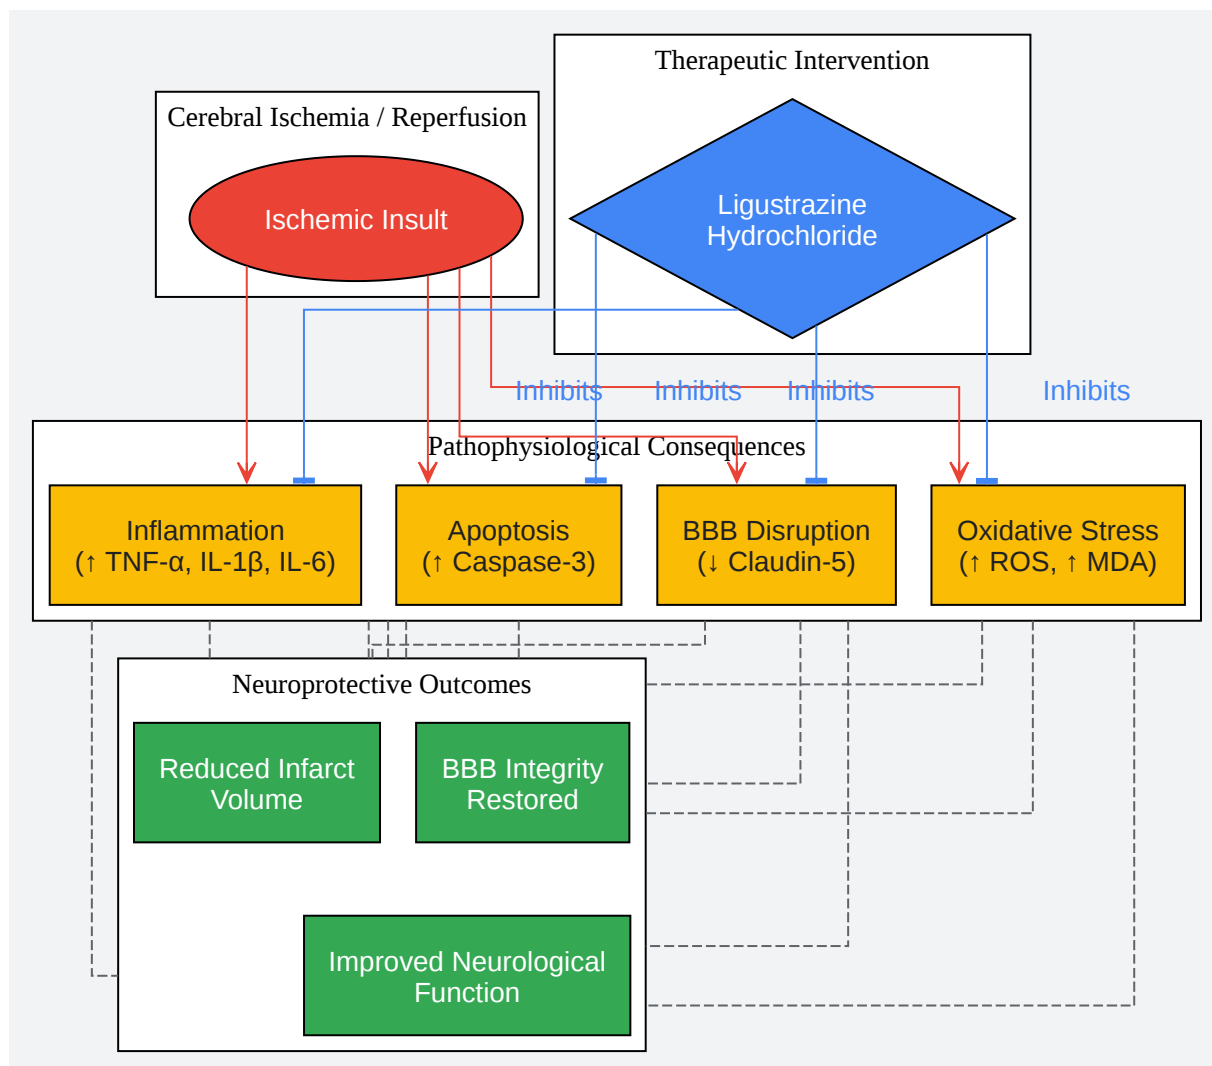 Therapeutic Intervention
Cerebral Ischemia / Reperfusion
Ischemic Insult
Ligustrazine
Hydrochloride
Inhibits
Inhibits
Inhibits
Inhibits
Pathophysiological Consequences
Inflammation
(↑ TNF-α, IL-1β, IL-6)
Apoptosis
(↑ Caspase-3)
BBB Disruption
(↓ Claudin-5)
Oxidative Stress
(↑ ROS, ↑ MDA)
Neuroprotective Outcomes
Reduced Infarct
Volume
BBB Integrity
Restored
Improved Neurological
Function